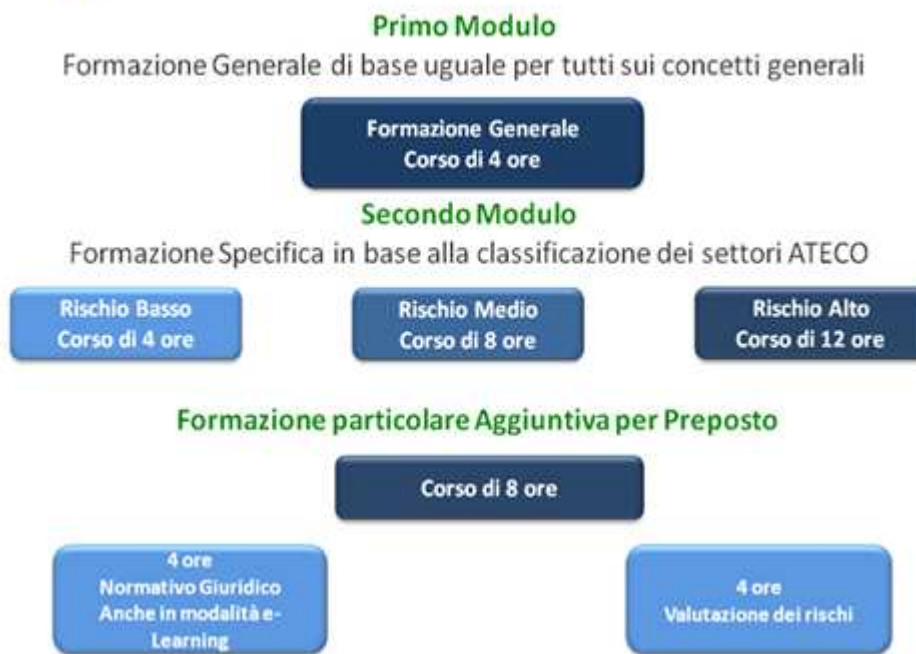 Primo Modulo
Formazione Generale di base uguale per tutti sui concetti generali
Formazione Generale
Corso di 4 ore
Secondo Modulo
Formazione Specifica in base alla classificazione dei settori ATECO
Rischio Basso
Corso di 4 ore
Rischio Medio
Corso di 8 ore
Rischio Alto
Corso di 12 ore
Formazione particolare Aggiuntiva per Preposto
Corso di 8 ore
4 ore
Normativo Giuridico
Anche in modalità e-
Learning
4 ore
Valutazione dei rischi